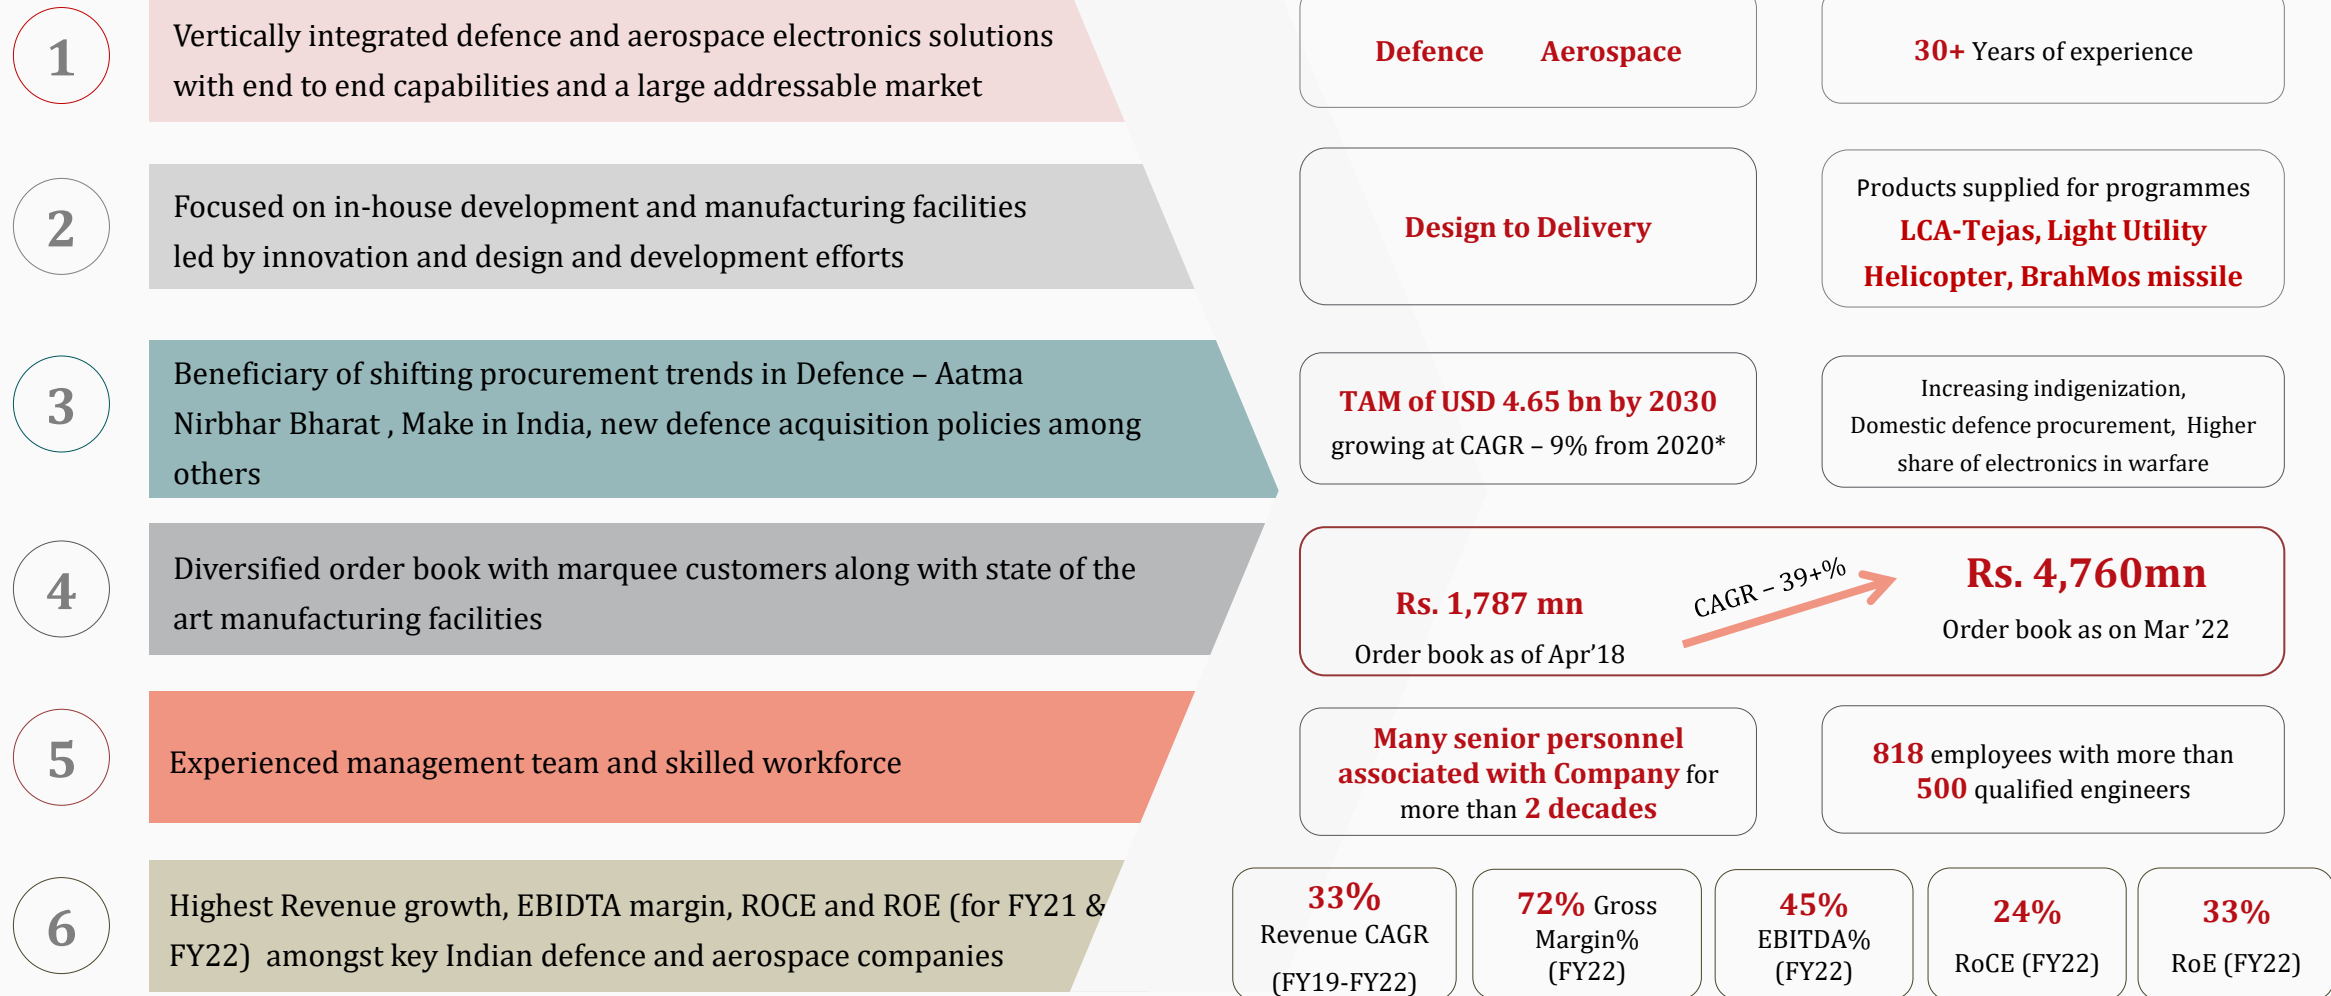 1
Vertically integrated defence and aerospace electronics solutions
with end to end capabilities and a large addressable market
Defence Aerospace
30+ Years of experience
2
Focused on in-house development and manufacturing facilities
led by innovation and design and development efforts
Design to Delivery
Products supplied for programmes
LCA-Tejas, Light Utility
Helicopter, BrahMos missile
3
Beneficiary of shifting procurement trends in Defence – Aatma
Nirbhar Bharat , Make in India, new defence acquisition policies among
others
TAM of USD 4.65 bn by 2030
growing at CAGR – 9% from 2020*
Increasing indigenization,
Domestic defence procurement, Higher
share of electronics in warfare
4
Diversified order book with marquee customers along with state of the
art manufacturing facilities
Rs. 1,787 mn
Order book as of Apr’18
CAGR – 39+%
Rs. 4,760mn
Order book as on Mar ’22
5
Experienced management team and skilled workforce
Many senior personnel
associated with Company for
more than 2 decades
818 employees with more than
500 qualified engineers
6
Highest Revenue growth, EBIDTA margin, ROCE and ROE (for FY21 &
FY22) amongst key Indian defence and aerospace companies
33%
Revenue CAGR
(FY19-FY22)
72% Gross
Margin%
(FY22)
45%
EBITDA%
(FY22)
24%
RoCE (FY22)
33%
RoE (FY22)